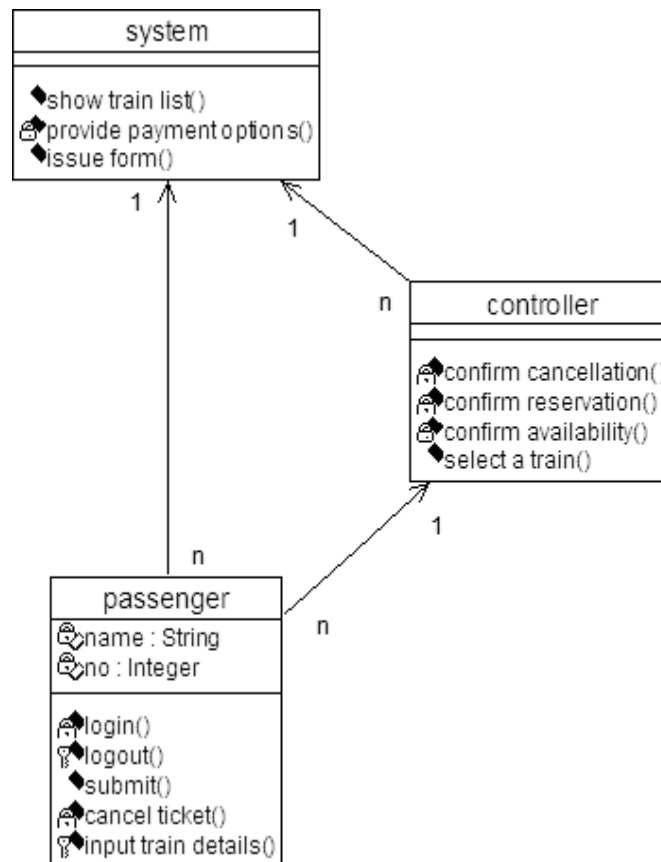 system
show train list()
provide payment options()
issue form()
1
1
n
controller
confirm cancellation()
confirm reservation()
confirm availability()
select a train()
1
n
n
passenger
name : String
no : Integer
login()
logout()
submit()
cancel ticket()
input train details()